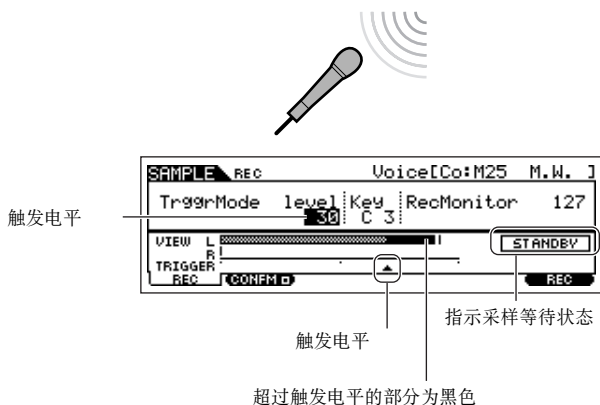 SAMPLE REC Voice[Co:M25 M.W. ]
TrggrMode level Key RecMonitor 127
30 C 3
触发电平
VIEW L
R
STANDBY
TRIGGER
REC CONFM REC
指示采样等待状态
触发电平
超过触发电平的部分为黑色